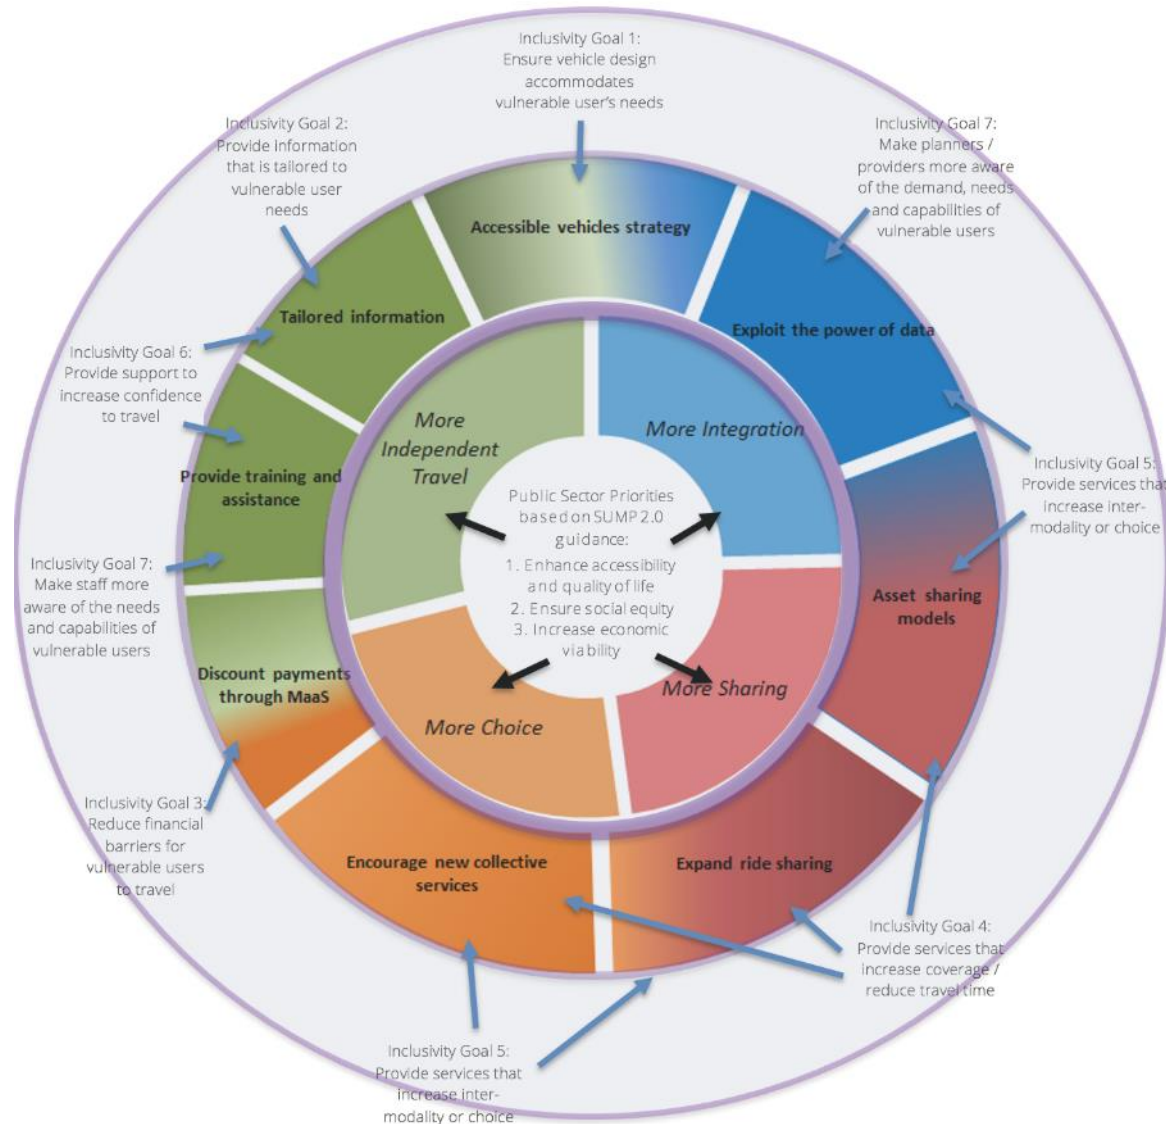 Inclusivity Goal 1:
Ensure vehicle design
accommodates
vulnerable user's needs
Inclusivity Goal 2:
Provide information
that is tailored to
vulnerable user
needs
Inclusivity Goal 7:
Make planners /
providers more aware
of the demand, needs
and capabilities of
vulnerable users
Accessible vehicles strategy
Tailored information
Exploit the power of data
Inclusivity Goal 6:
Provide support to
increase confidence
to travel
More
Independent
Travel
More Integration
Provide training and
assistance
Public Sector Priorities
based on SUMP 2.0
guidance:
1. Enhance accessibility
and quality of life
2. Ensure social equity
3. Increase economic
viability
Inclusivity Goal 5:
Provide services that
increase inter-
modality or choice
Inclusivity Goal 7:
Make staff more
aware of the needs
and capabilities of
vulnerable users
Asset sharing
models
Discount payments
through MaaS
More Sharing
More Choice
Inclusivity Goal 3:
Reduce financial
barriers for
vulnerable users
to travel
Encourage new collective
services
Expand ride sharing
Inclusivity Goal 4:
Provide services that
increase coverage /
reduce travel time
Inclusivity Goal 5:
Provide services that
increase inter-
modality or choice